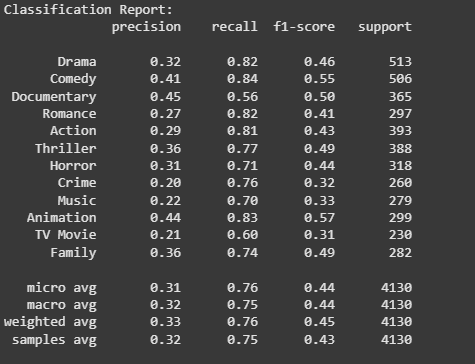 Classification Report:
precision recall f1-score support
Drama 0.32 0.82 0.46 513
Comedy 0.41 0.84 0.55 506
Documentary 0.45 0.56 0.50 365
Romance 0.27 0.82 0.41 297
Action 0.29 0.81 0.43 393
Thriller 0.36 0.77 0.49 388
Horror 0.31 0.71 0.44 318
Crime 0.20 0.76 0.32 260
Music 0.22 0.70 0.33 279
Animation 0.44 0.83 0.57 299
TV Movie 0.21 0.60 0.31 230
Family 0.36 0.74 0.49 282
micro avg 0.31 0.76 0.44 4130
macro avg 0.32 0.75 0.44 4130
weighted avg 0.33 0.76 0.45 4130
samples avg 0.32 0.75 0.43 4130